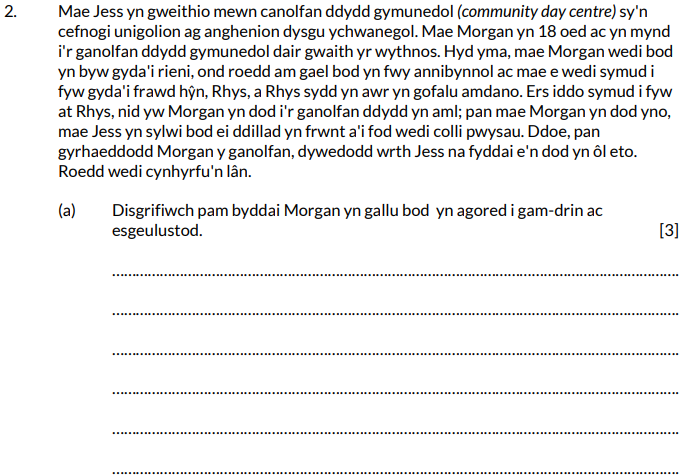 2. Mae Jess yn gweithio mewn canolfan ddydd gymunedol (community day centre) sy'n
cefnogi unigolion ag anghenion dysgu ychwanegol. Mae Morgan yn 18 oed ac yn mynd
i'r ganolfan ddydd gymunedol dair gwaith yr wythnos. Hyd yma, mae Morgan wedi bod
yn byw gyda'i rieni, ond roedd am gael bod yn fwy annibynnol ac mae e wedi symud i
fyw gyda'i frawd hŷn, Rhys, a Rhys sydd yn awr yn gofalu amdano. Ers iddo symud i fyw
at Rhys, nid yw Morgan yn dod i'r ganolfan ddydd yn aml; pan mae Morgan yn dod yno,
mae Jess yn sylwi bod ei ddillad yn frwnt a'i fod wedi colli pwysau. Ddoe, pan
gyrhaeddodd Morgan y ganolfan, dywedodd wrth Jess na fyddai e'n dod yn ôl eto.
Roedd wedi cynhyrfu'n lân.
(a) Disgrifiwch pam byddai Morgan yn gallu bod yn agored i gam-drin ac
esgeulustod. [3]